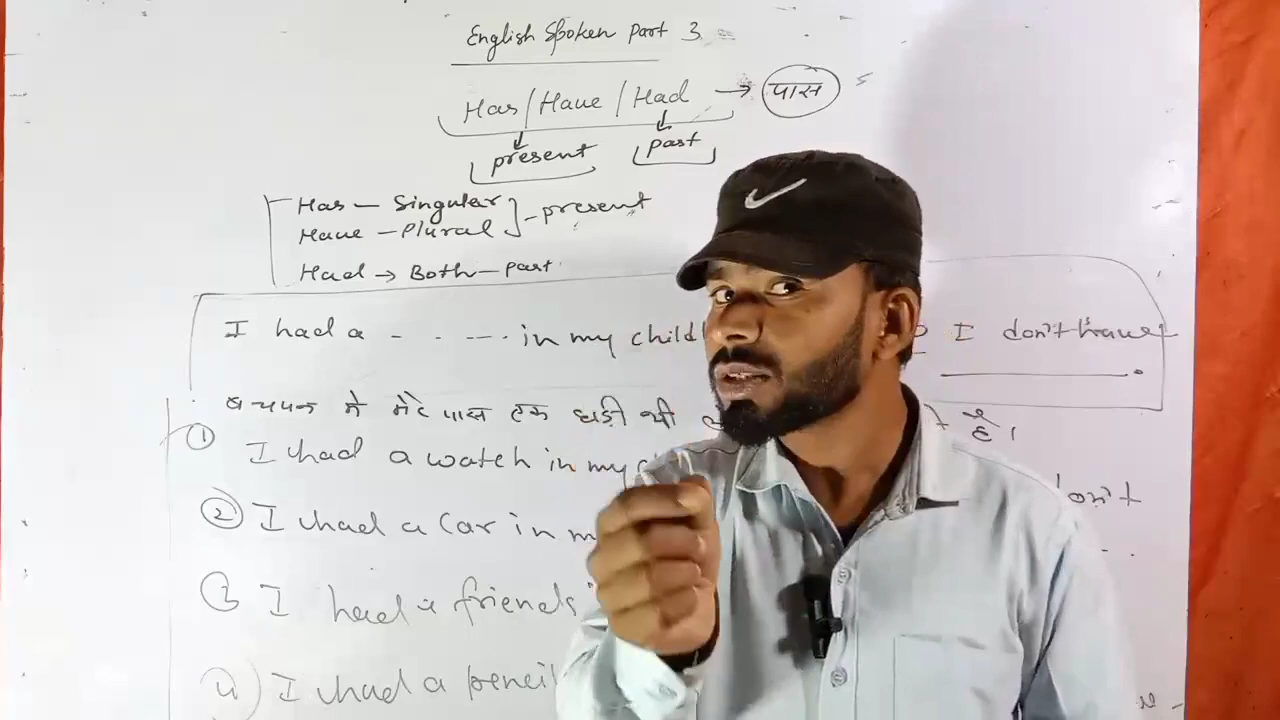 English Spoken Part 3
Has / Have / Had → पास
present past
Has - Singular
Have - Plural - present
Had → Both - Past
I had a - - --- in my child I don't have
बचपन मे मेरे पास एक घड़ी थी है।
① I had a watch in my
② I had a Car in m don't
③ I had a friends
④ I had a pencil